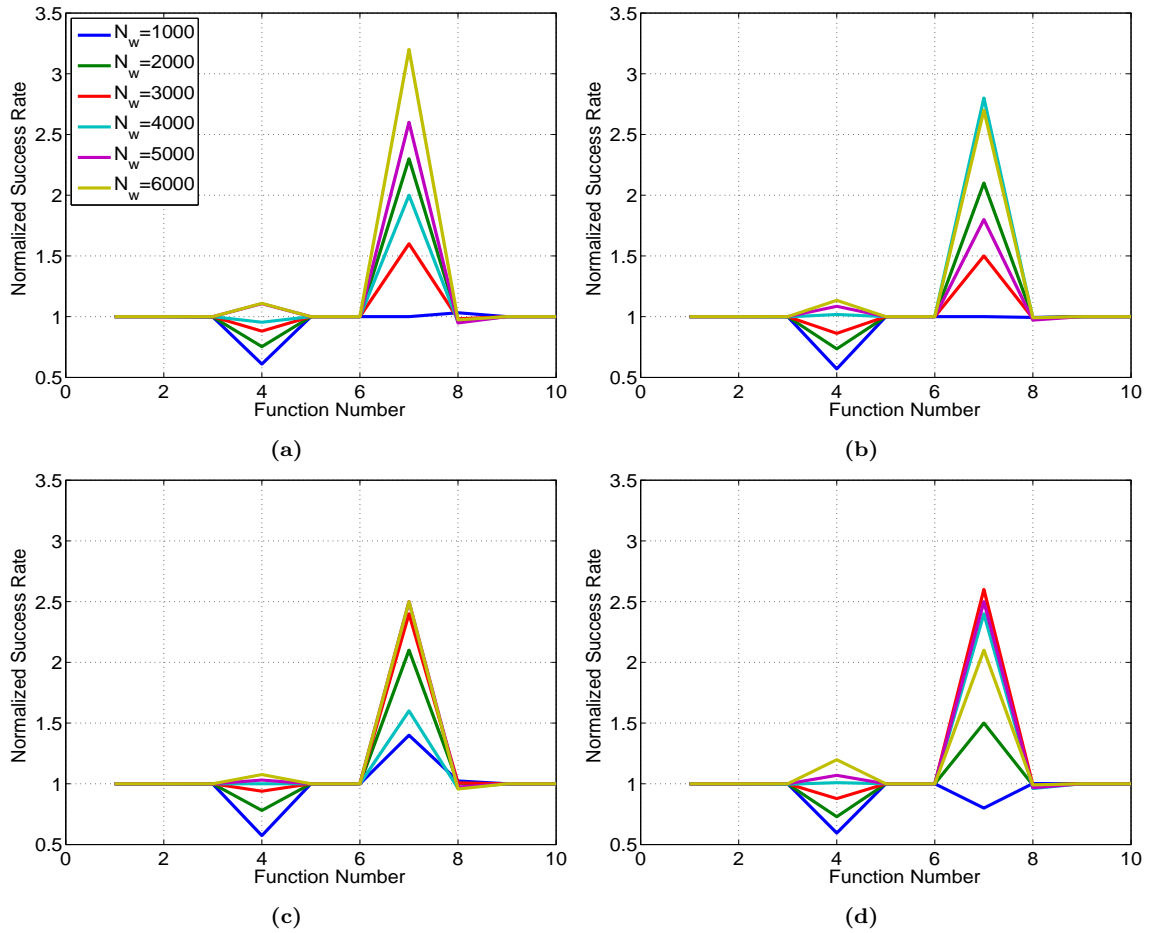 3.5
3
2.5
2
1.5
1
0.5
0 2 4 6 8 10
Normalized Success Rate
Function Number
N_w=1000
N_w=2000
N_w=3000
N_w=4000
N_w=5000
N_w=6000
(a)
3.5
3
2.5
2
1.5
1
0.5
0 2 4 6 8 10
Normalized Success Rate
Function Number
(b)
3.5
3
2.5
2
1.5
1
0.5
0 2 4 6 8 10
Normalized Success Rate
Function Number
(c)
3.5
3
2.5
2
1.5
1
0.5
0 2 4 6 8 10
Normalized Success Rate
Function Number
(d)